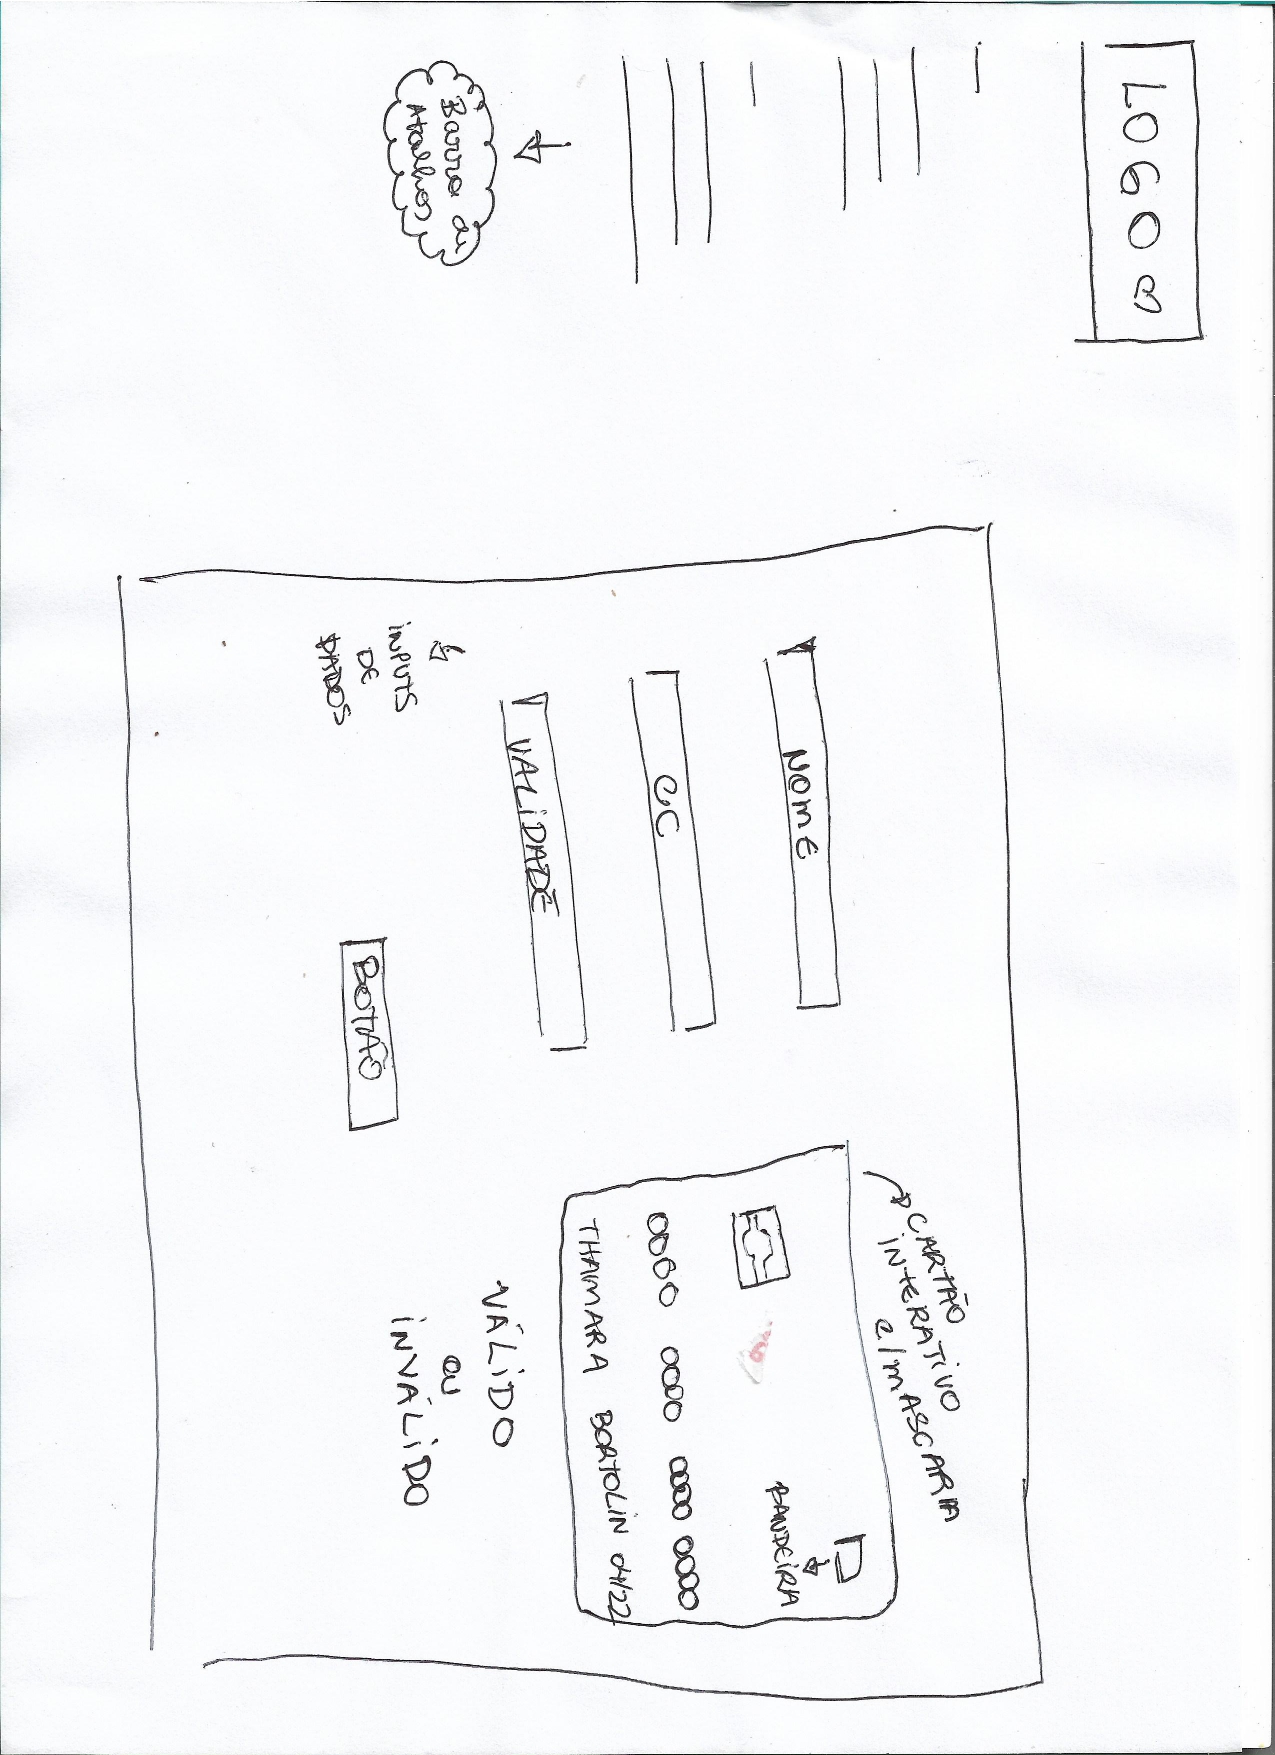 LOGO
CARTÃO
INTERATIVO
C/MASCARA
NOME
BANDEIRA
CC
0000 0000 0000 0000
THAMARA BORTOLIN 04/22
VALIDADE
VÁLIDO
OU
INVÁLIDO
Barra de
Atalhos
INPUTS
DE
DADOS
BOTÃO